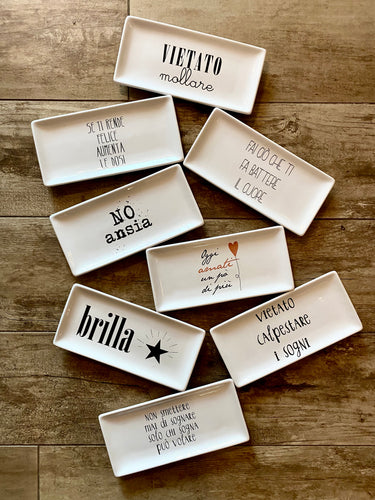 VIETATO
mollare
SE TI RENDE
FELICE
AUMENTA
LE DOSI
FAI CIÒ CHE TI
FA BATTERE
IL CUORE
NO
ansia
Oggi
amati
un pò
di più
brilla
VIETATO
CALPESTARE
I SOGNI
NON SMETTERE
MAI DI SOGNARE
SOLO CHI SOGNA
PUÒ VOLARE